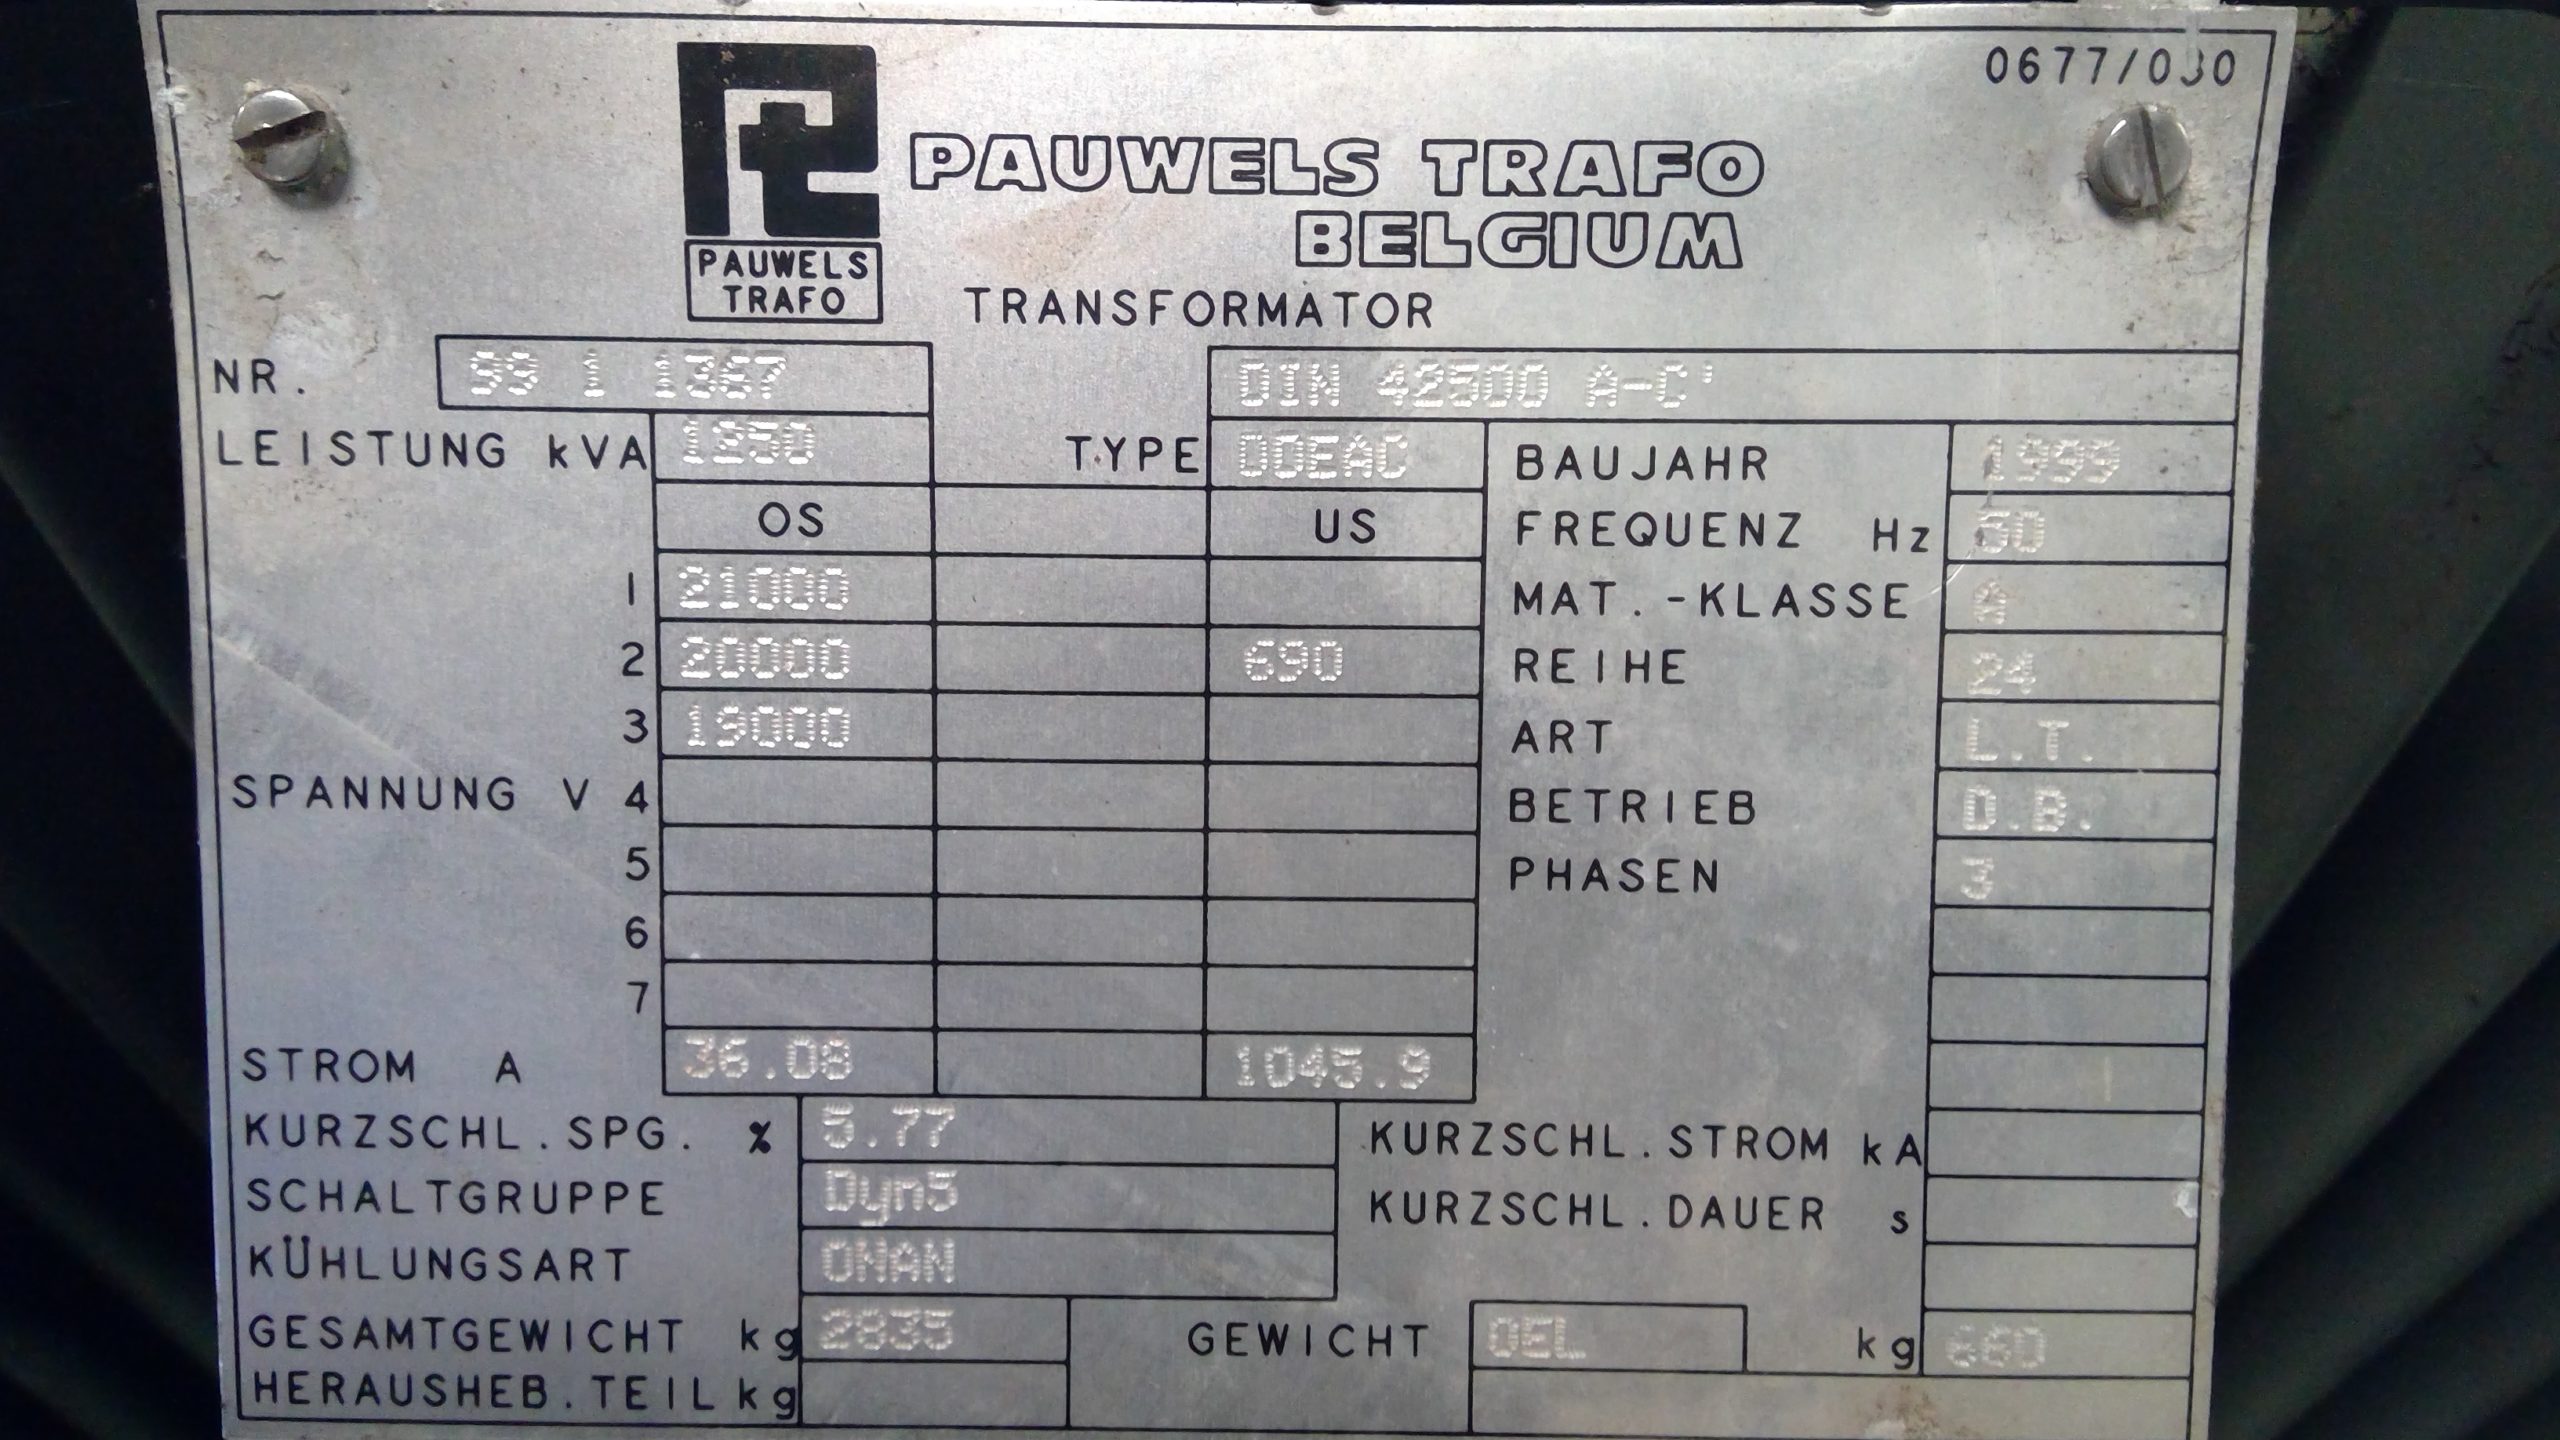 0677/030
PAUWELS TRAFO
BELGIUM
PAUWELS
TRAFO
TRANSFORMATOR
NR. 99 1 1367 DIN 42500 A-C'
LEISTUNG kVA 1250 TYPE OOEAC BAUJAHR 1999
OS US FREQUENZ Hz 50
1 21000 MAT.-KLASSE A
2 20000 690 REIHE 24
3 19000 ART L.T.
SPANNUNG V 4 BETRIEB D.B.
5 PHASEN 3
6
7
STROM A 36.08 1045.9
KURZSCHL.SPG. % 5.77 KURZSCHL.STROM kA
SCHALTGRUPPE Dyn5 KURZSCHL.DAUER s
KÜHLUNGSART ONAN
GESAMTGEWICHT kg 2835 GEWICHT OEL kg 660
HERAUSHEB.TEIL kg